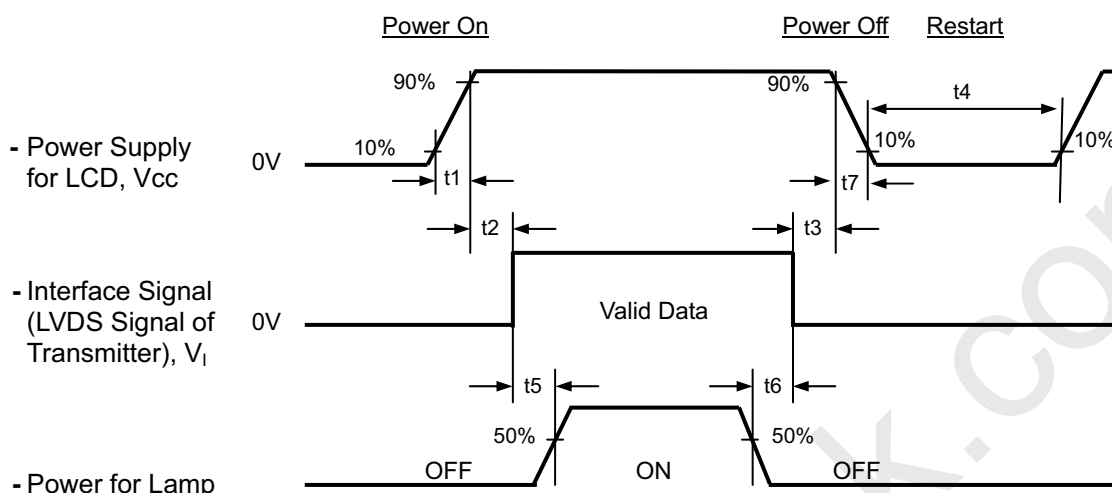 Power On
Power Off Restart
90% 90% t4
- Power Supply
for LCD, Vcc
0V 10% 10% 10%
t1 t7
t2 t3
- Interface Signal
(LVDS Signal of
Transmitter), VI
0V Valid Data
t5 t6
50% 50%
- Power for Lamp
OFF ON OFF
k.com